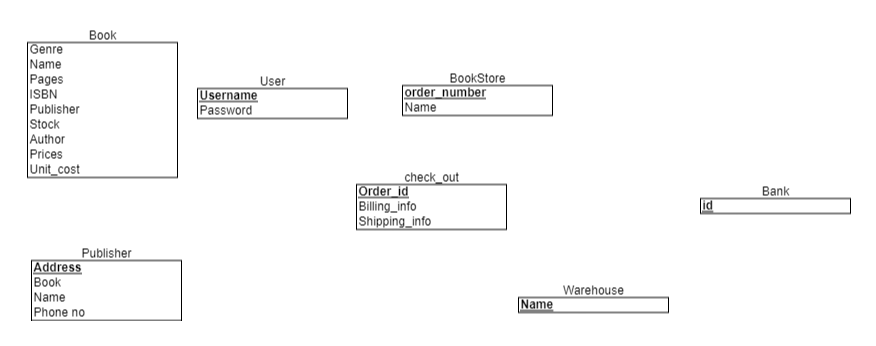 Book
Genre
Name
Pages
ISBN
Publisher
Stock
Author
Prices
Unit_cost
User
Username
Password
BookStore
order_number
Name
check_out
Order_id
Billing_info
Shipping_info
Bank
id
Publisher
Address
Book
Name
Phone no
Warehouse
Name